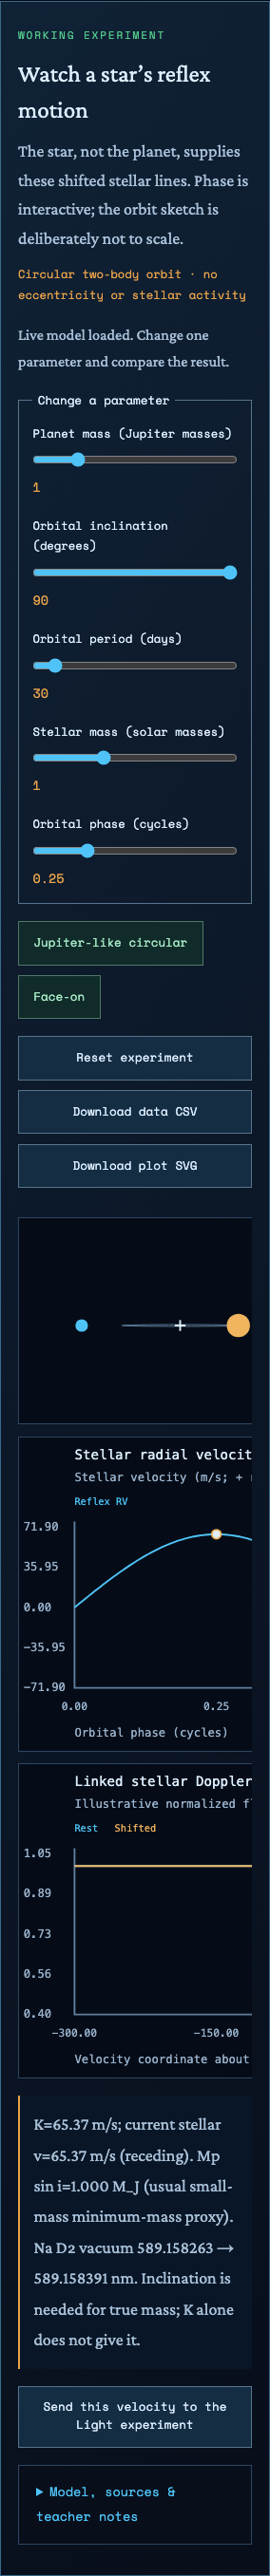 WORKING EXPERIMENT
Watch a star's reflex
motion
The star, not the planet, supplies
these shifted stellar lines. Phase is
interactive; the orbit sketch is
deliberately not to scale.
Circular two-body orbit · no
eccentricity or stellar activity
Live model loaded. Change one
parameter and compare the result.
Change a parameter
Planet mass (Jupiter masses)
1
Orbital inclination
(degrees)
90
Orbital period (days)
30
Stellar mass (solar masses)
1
Orbital phase (cycles)
0.25
Jupiter-like circular
Face-on
Reset experiment
Download data CSV
Download plot SVG
Stellar radial velocit
Stellar velocity (m/s; +
Reflex RV
71.90
35.95
0.00
−35.95
−71.90
0.00 0.25
Orbital phase (cycles)
Linked stellar Doppler
Illustrative normalized f
Rest Shifted
1.05
0.89
0.73
0.56
0.40
−300.00 −150.00
Velocity coordinate about
K=65.37 m/s; current stellar
v=65.37 m/s (receding). Mp
sin i=1.000 M_J (usual small-
mass minimum-mass proxy).
Na D2 vacuum 589.158263 →
589.158391 nm. Inclination is
needed for true mass; K alone
does not give it.
Send this velocity to the
Light experiment
▶ Model, sources &
teacher notes